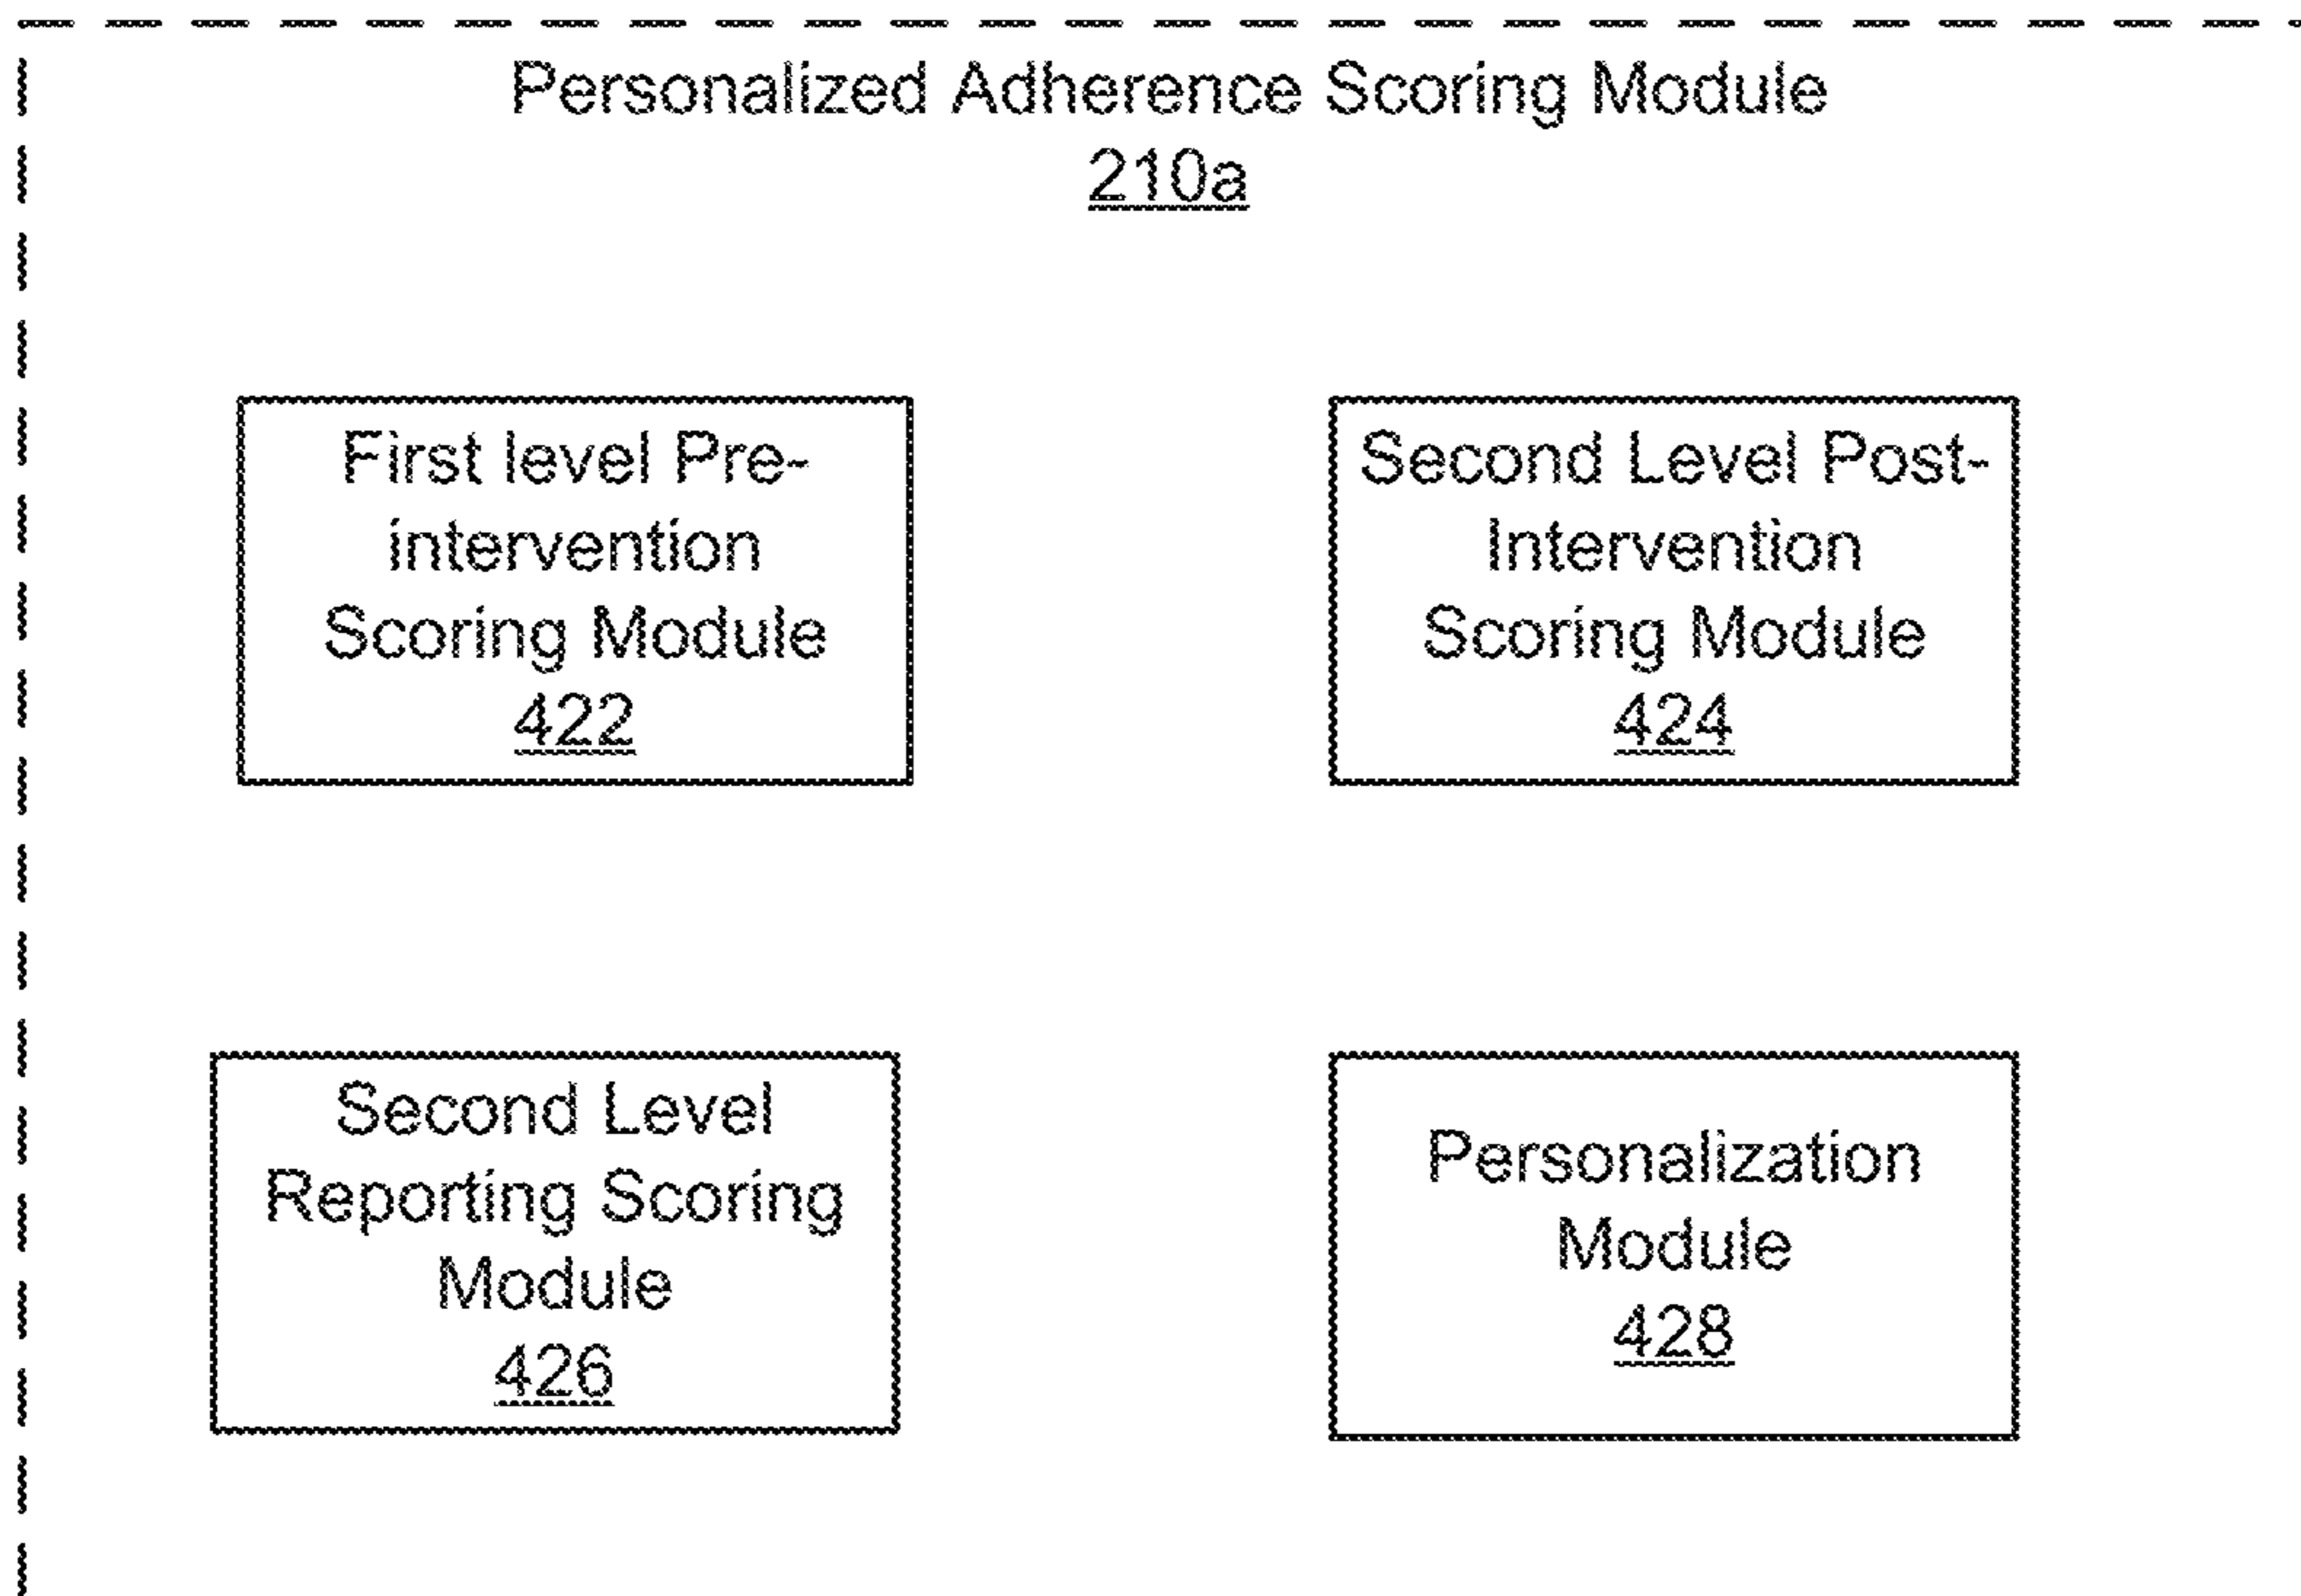 Personalized Adherence Scoring Module
210a
First level Pre-
intervention
Scoring Module
422
Second Level Post-
Intervention
Scoring Module
424
Second Level
Reporting Scoring
Module
426
Personalization
Module
428